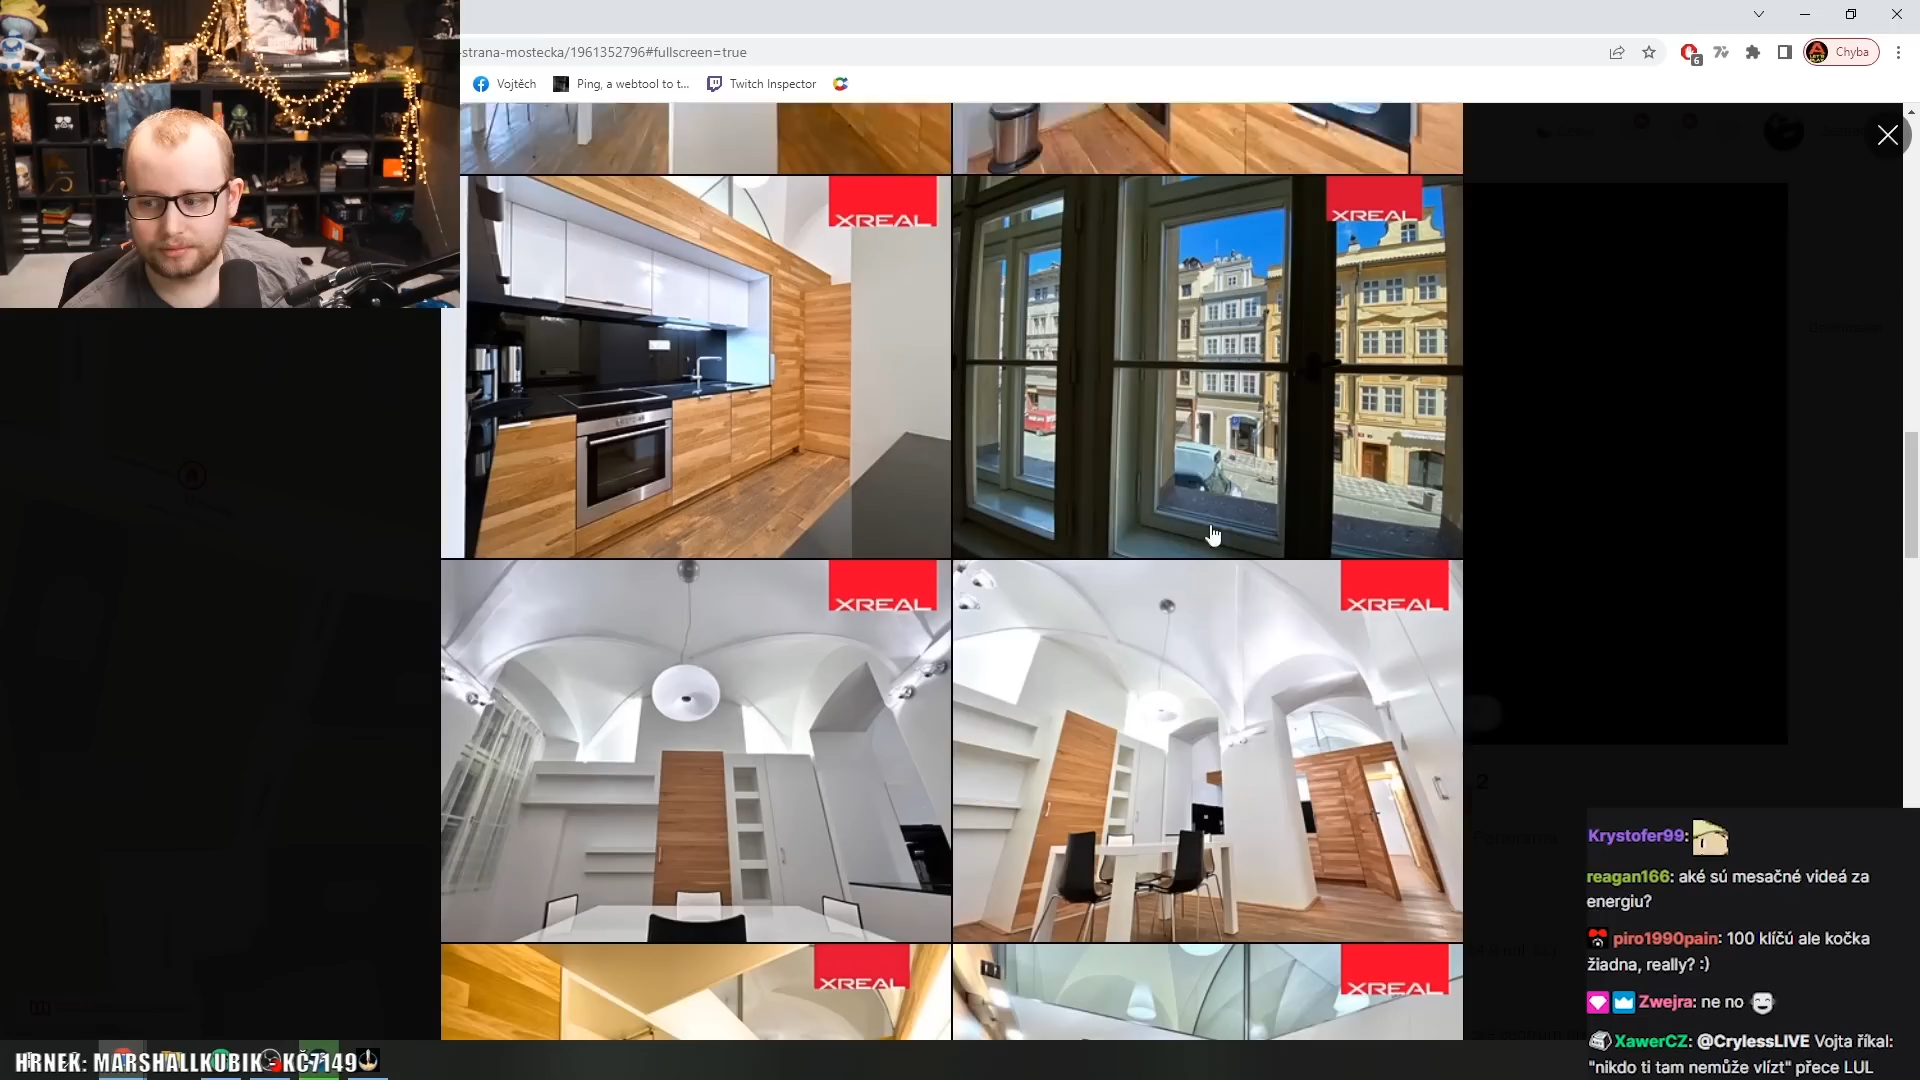 -strana-mostecka/1961352796#fullscreen=true
Chyba
6
Vojtěch
Ping, a webtool to t...
Twitch Inspector
XREAL
XREAL
XREAL
XREAL
XREAL
XREAL
Krystofer99:
reagan166: aké sú mesačné videá za
energiu?
piro1990pain: 100 klíčú ale kočka
žiadna, really? :)
Zwejra: ne no
XawerCZ: @CrylessLIVE Vojta říkal:
"nikdo ti tam nemůže vlízt" přece LUL
HRNEK: MARSHALLKUBIK - KČ7149